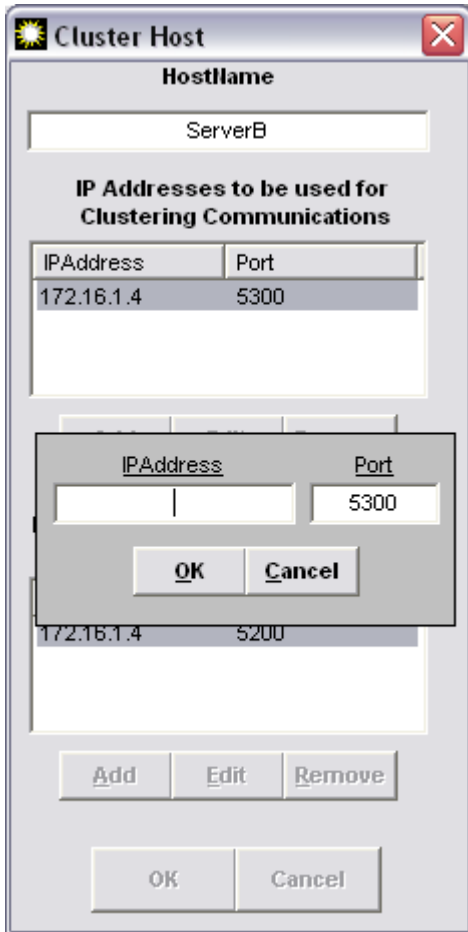 Cluster Host
HostName
ServerB
IP Addresses to be used for
Clustering Communications
IPAddress Port
172.16.1.4 5300
IPAddress Port
5300
OK Cancel
172.16.1.4 5200
Add Edit Remove
OK Cancel